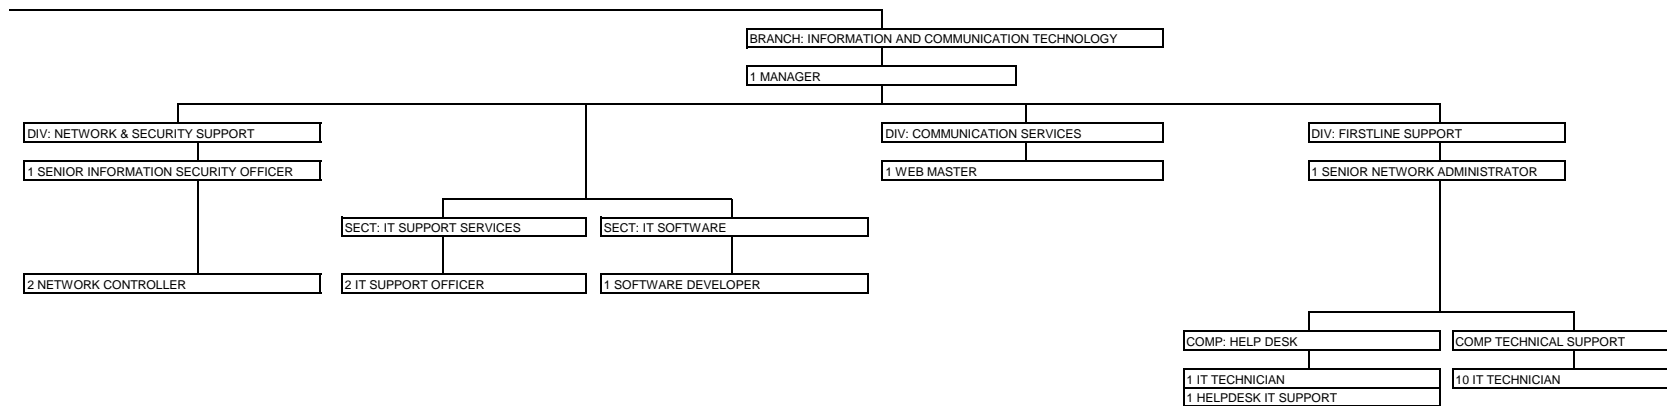 BRANCH: INFORMATION AND COMMUNICATION TECHNOLOGY
1 MANAGER
DIV: NETWORK & SECURITY SUPPORT
DIV: COMMUNICATION SERVICES
DIV: FIRSTLINE SUPPORT
1 SENIOR INFORMATION SECURITY OFFICER
1 WEB MASTER
1 SENIOR NETWORK ADMINISTRATOR
SECT: IT SUPPORT SERVICES
SECT: IT SOFTWARE
2 NETWORK CONTROLLER
2 IT SUPPORT OFFICER
1 SOFTWARE DEVELOPER
COMP: HELP DESK
COMP TECHNICAL SUPPORT
1 IT TECHNICIAN
10 IT TECHNICIAN
1 HELPDESK IT SUPPORT